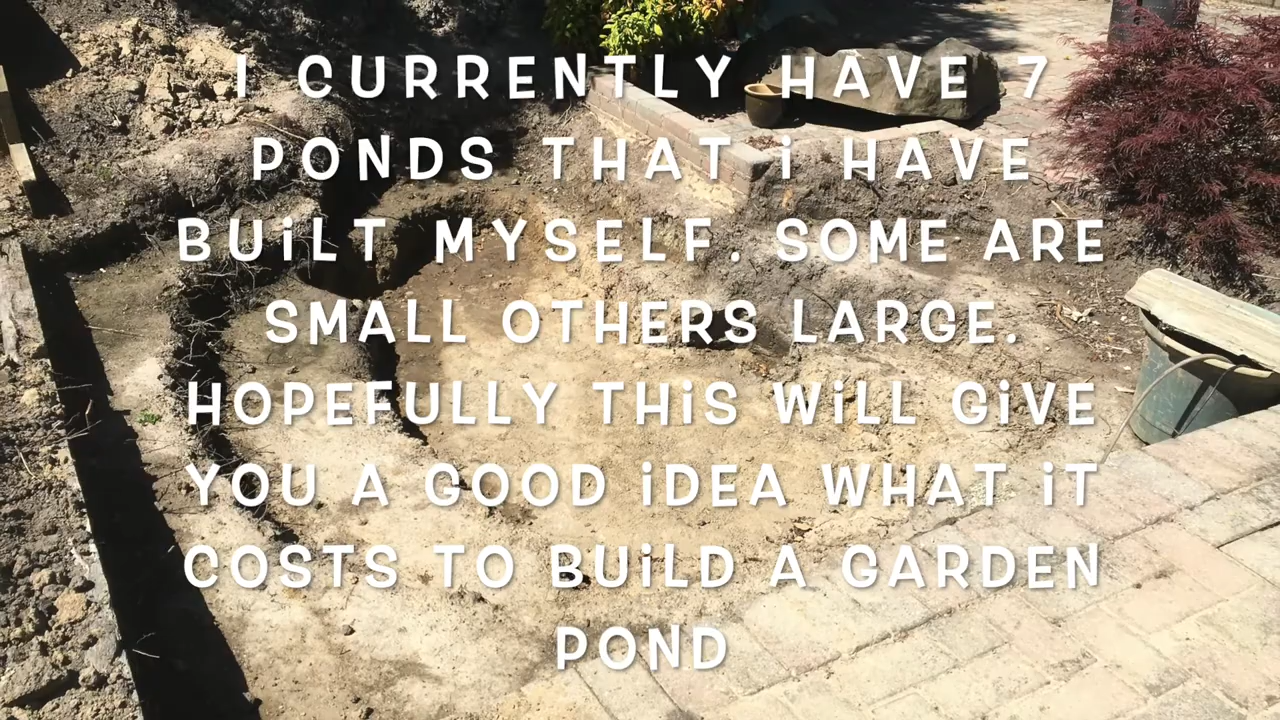 I CURRENTLY HAVE 7
PONDS THAT i HAVE
BUiLT MYSELF. SOME ARE
SMALL OTHERS LARGE.
HOPEFULLY THiS WiLL GiVE
YOU A GOOD iDEA WHAT iT
COSTS TO BUiLD A GARDEN
POND